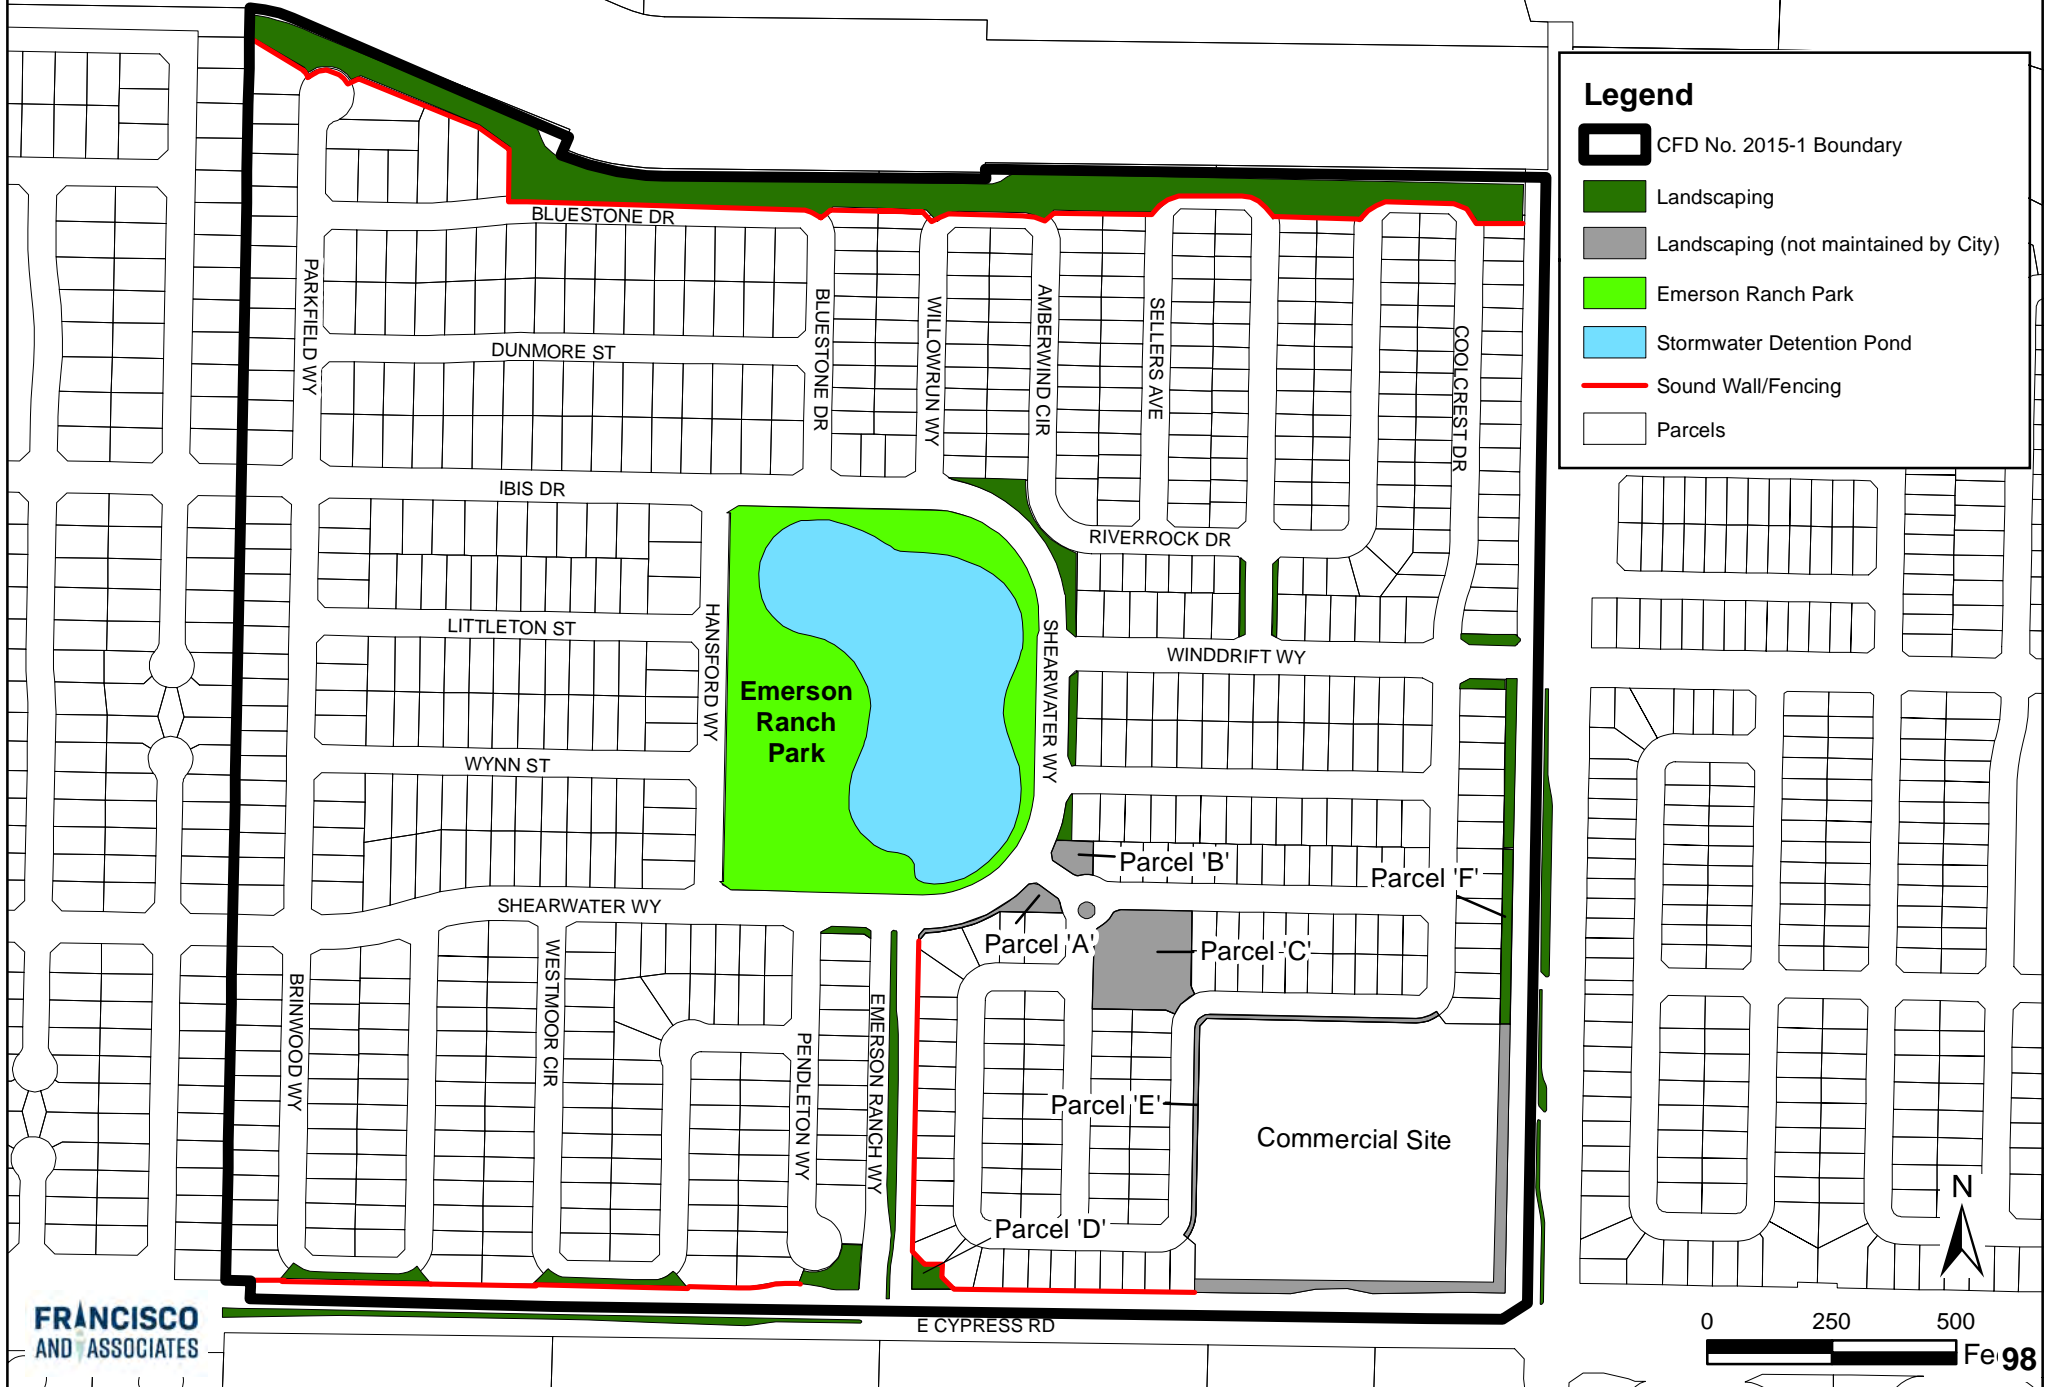 Legend
CFD No. 2015-1 Boundary
Landscaping
Landscaping (not maintained by City)
Emerson Ranch Park
Stormwater Detention Pond
Sound Wall/Fencing
Parcels
BLUESTONE DR
PARKFIELD WY
DUNMORE ST
BLUESTONE DR
WILLOWRUN WY
AMBERWIND CIR
SELLERS AVE
COOLCREST DR
IBIS DR
RIVERROCK DR
LITTLETON ST
HANSFORD WY
SHEARWATER WY
WINDDRIFT WY
Emerson
Ranch
Park
WYNN ST
Parcel 'B'
Parcel 'F'
SHEARWATER WY
Parcel 'A'
Parcel 'C'
BRINWOOD WY
WESTMOOR CIR
PENDLETON WY
EMERSON RANCH WY
Parcel 'E'
Commercial Site
Parcel 'D'
N
E CYPRESS RD
FRANCISCO
AND ASSOCIATES
0 250 500
Fe 98